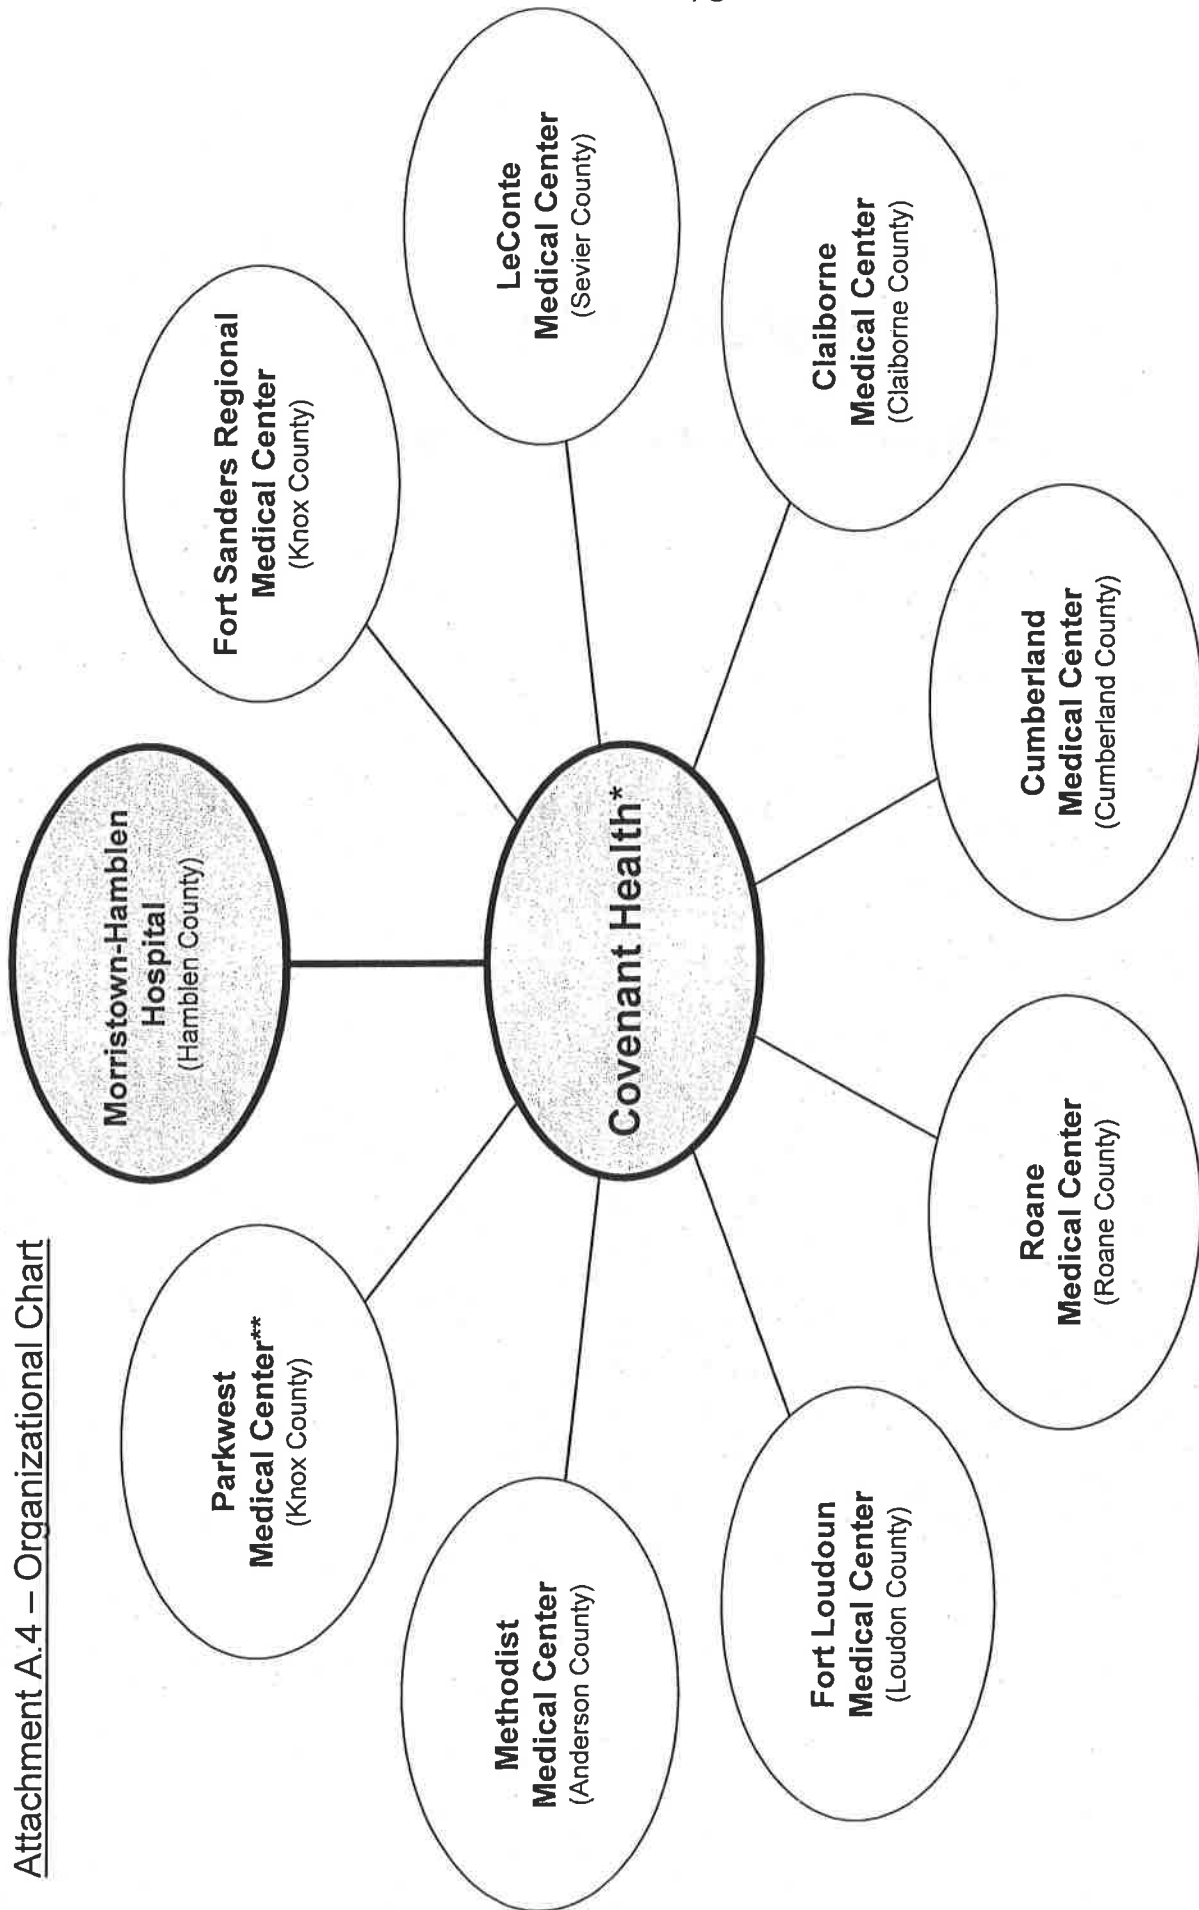 Attachment A.4 – Organizational Chart
Morristown-Hamblen
Hospital
(Hamblen County)
Parkwest
Medical Center**
(Knox County)
Fort Sanders Regional
Medical Center
(Knox County)
Methodist
Medical Center
(Anderson County)
Covenant Health*
LeConte
Medical Center
(Sevier County)
Fort Loudoun
Medical Center
(Loudon County)
Claiborne
Medical Center
(Claiborne County)
Roane
Medical Center
(Roane County)
Cumberland
Medical Center
(Cumberland County)